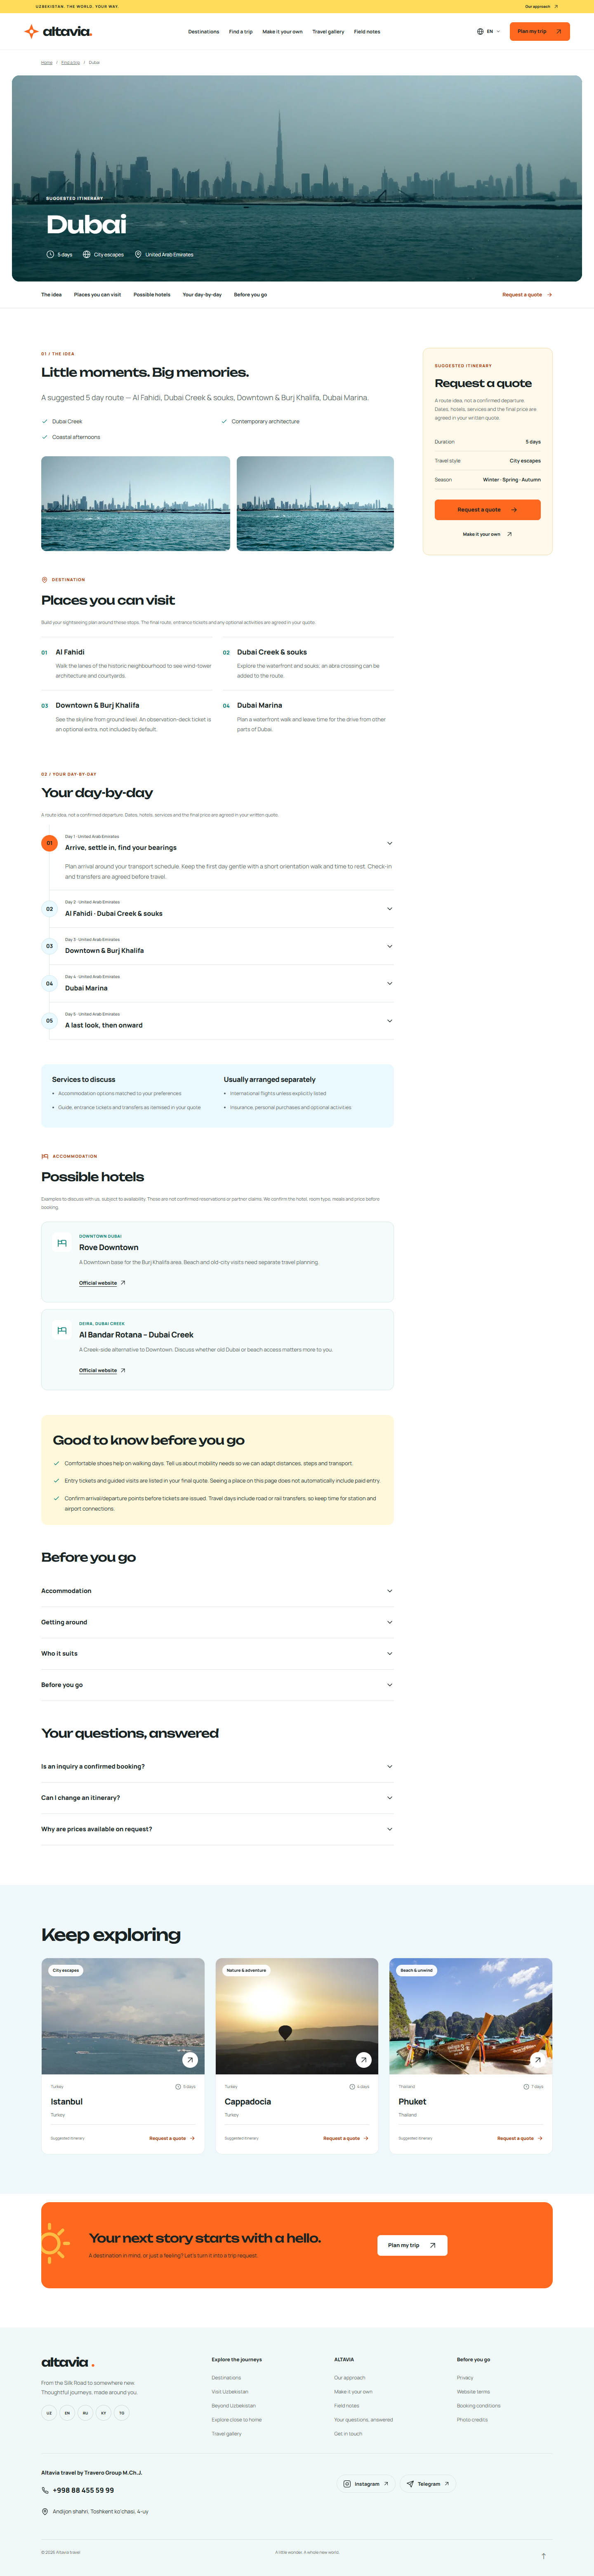 UZBEKISTAN. THE WORLD. YOUR WAY.
Our approach
altavia.
Destinations
Find a trip
Make it your own
Travel gallery
Field notes
EN
Plan my trip
Home / Find a trip / Dubai
SUGGESTED ITINERARY
Dubai
5 days
City escapes
United Arab Emirates
The idea
Places you can visit
Possible hotels
Your day-by-day
Before you go
Request a quote
01 / THE IDEA
Little moments. Big memories.
A suggested 5 day route — Al Fahidi, Dubai Creek & souks, Downtown & Burj Khalifa, Dubai Marina.
Dubai Creek
Contemporary architecture
Coastal afternoons
SUGGESTED ITINERARY
Request a quote
A route idea, not a confirmed departure.
Dates, hotels, services and the final price are
agreed in your written quote.
Duration
5 days
Travel style
City escapes
Season
Winter · Spring · Autumn
Request a quote
Make it your own
DESTINATION
Places you can visit
Build your sightseeing plan around these stops. The final route, entrance tickets and any optional activities are agreed in your quote.
01
Al Fahidi
Walk the lanes of the historic neighbourhood to see wind-tower
architecture and courtyards.
02
Dubai Creek & souks
Explore the waterfront and souks; an abra crossing can be
added to the route.
03
Downtown & Burj Khalifa
See the skyline from ground level. An observation-deck ticket is
an optional extra, not included by default.
04
Dubai Marina
Plan a waterfront walk and leave time for the drive from other
parts of Dubai.
02 / YOUR DAY-BY-DAY
Your day-by-day
A route idea, not a confirmed departure. Dates, hotels, services and the final price are agreed in your written quote.
01
Day 1 · United Arab Emirates
Arrive, settle in, find your bearings
Plan arrival around your transport schedule. Keep the first day gentle with a short orientation walk and time to rest. Check-in
and transfers are agreed before travel.
02
Day 2 · United Arab Emirates
Al Fahidi · Dubai Creek & souks
03
Day 3 · United Arab Emirates
Downtown & Burj Khalifa
04
Day 4 · United Arab Emirates
Dubai Marina
05
Day 5 · United Arab Emirates
A last look, then onward
Services to discuss
Accommodation options matched to your preferences
Guide, entrance tickets and transfers as itemised in your quote
Usually arranged separately
International flights unless explicitly listed
Insurance, personal purchases and optional activities
ACCOMMODATION
Possible hotels
Examples to discuss with us, subject to availability. These are not confirmed reservations or partner claims. We confirm the hotel, room type, meals and price before
booking.
DOWNTOWN DUBAI
Rove Downtown
A Downtown base for the Burj Khalifa area. Beach and old-city visits need separate travel planning.
Official website
DEIRA, DUBAI CREEK
Al Bandar Rotana – Dubai Creek
A Creek-side alternative to Downtown. Discuss whether old Dubai or beach access matters more to you.
Official website
Good to know before you go
Comfortable shoes help on walking days. Tell us about mobility needs so we can adapt distances, steps and transport.
Entry tickets and guided visits are listed in your final quote. Seeing a place on this page does not automatically include paid entry.
Confirm arrival/departure points before tickets are issued. Travel days include road or rail transfers, so keep time for station and
airport connections.
Before you go
Accommodation
Getting around
Who it suits
Before you go
Your questions, answered
Is an inquiry a confirmed booking?
Can I change an itinerary?
Why are prices available on request?
Keep exploring
City escapes
Turkey
5 days
Istanbul
Turkey
Suggested itinerary
Request a quote
Nature & adventure
Turkey
4 days
Cappadocia
Turkey
Suggested itinerary
Request a quote
Beach & unwind
Thailand
7 days
Phuket
Thailand
Suggested itinerary
Request a quote
Your next story starts with a hello.
A destination in mind, or just a feeling? Let's turn it into a trip request.
Plan my trip
altavia.
From the Silk Road to somewhere new.
Thoughtful journeys, made around you.
UZ
EN
RU
KY
TG
Explore the journeys
Destinations
Visit Uzbekistan
Beyond Uzbekistan
Explore close to home
Travel gallery
ALTAVIA
Our approach
Make it your own
Field notes
Your questions, answered
Get in touch
Before you go
Privacy
Website terms
Booking conditions
Photo credits
Altavia travel by Travero Group M.Ch.J.
+998 88 455 59 99
Andijon shahri, Toshkent ko'chasi, 4-uy
Instagram
Telegram
© 2026 Altavia travel
A little wonder. A whole new world.